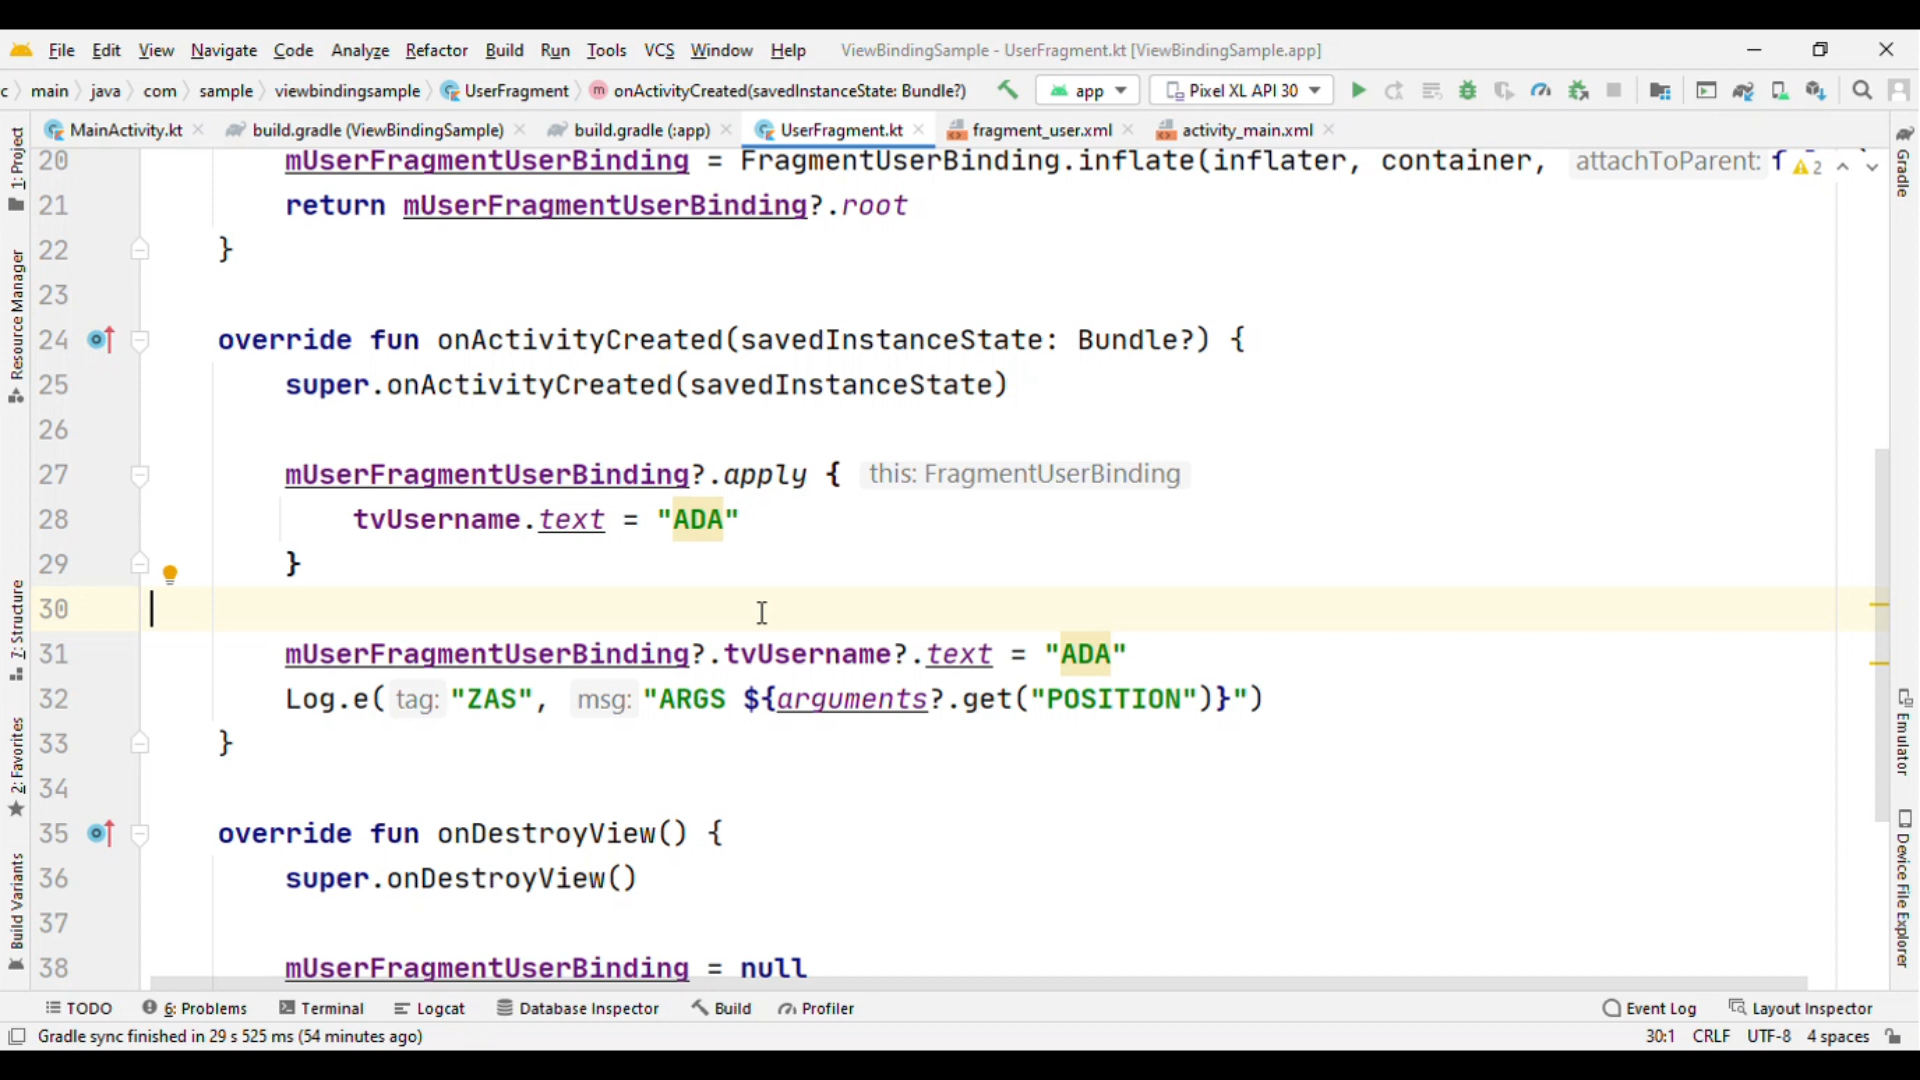 File Edit View Navigate Code Analyze Refactor Build Run Tools VCS Window Help ViewBindingSample - UserFragment.kt [ViewBindingSample.app]
c main java com sample viewbindingsample UserFragment m onActivityCreated(savedInstanceState: Bundle?) app Pixel XL API 30
MainActivity.kt build.gradle (ViewBindingSample) build.gradle (:app) UserFragment.kt fragment_user.xml activity_main.xml
20 mUserFragmentUserBinding = FragmentUserBinding.inflate(inflater, container, attachToParent: f 2
21 return mUserFragmentUserBinding?.root
22 }
23
24 override fun onActivityCreated(savedInstanceState: Bundle?) {
25 super.onActivityCreated(savedInstanceState)
26
27 mUserFragmentUserBinding?.apply { this: FragmentUserBinding
28 tvUsername.text = "ADA"
29 }
30
31 mUserFragmentUserBinding?.tvUsername?.text = "ADA"
32 Log.e( tag: "ZAS", msg: "ARGS ${arguments?.get("POSITION")}")
33 }
34
35 override fun onDestroyView() {
36 super.onDestroyView()
37
38 mUserFragmentUserBinding = null
1: Project
Resource Manager
7: Structure
2: Favorites
Build Variants
Gradle
Emulator
Device File Explorer
TODO 6: Problems Terminal Logcat Database Inspector Build Profiler Event Log Layout Inspector
Gradle sync finished in 29 s 525 ms (54 minutes ago) 30:1 CRLF UTF-8 4 spaces